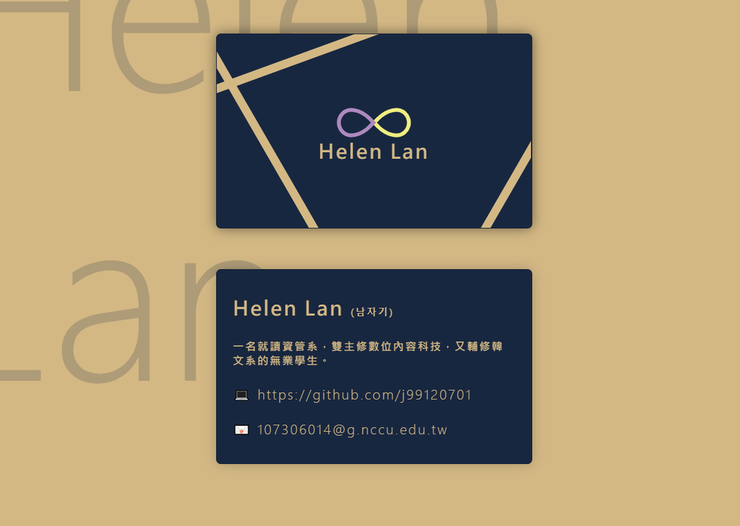 Helen
Lan
Helen Lan
Helen Lan (남자기)
一名就讀資管系，雙主修數位內容科技，又輔修韓
文系的無業學生。
https://github.com/j99120701
107306014@g.nccu.edu.tw